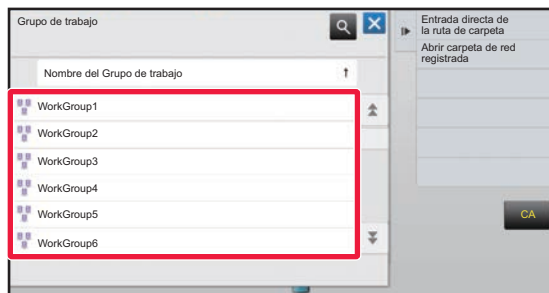 Grupo de trabajo
Nombre del Grupo de trabajo
WorkGroup1
WorkGroup2
WorkGroup3
WorkGroup4
WorkGroup5
WorkGroup6
Entrada directa de
la ruta de carpeta
Abrir carpeta de red
registrada
CA